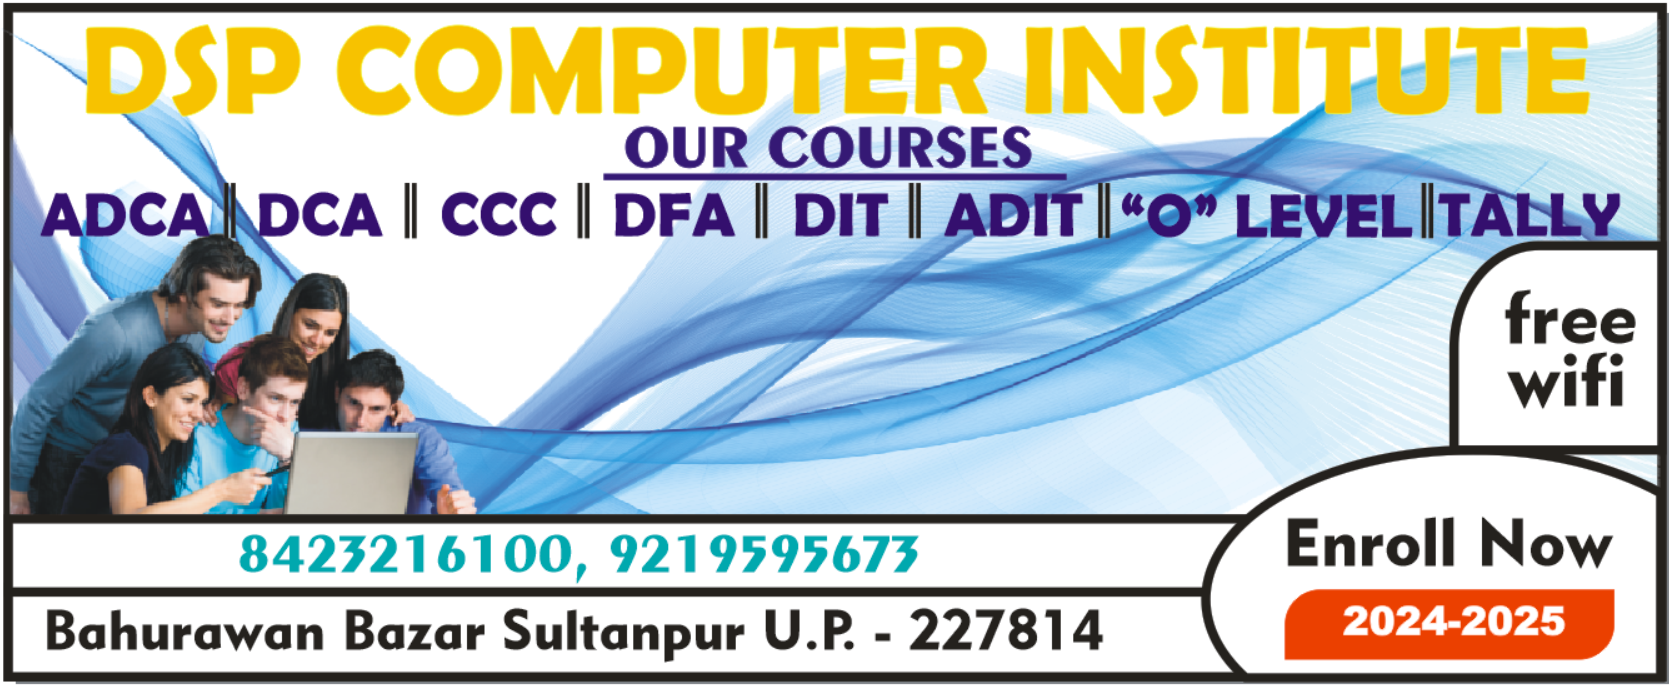 DSP COMPUTER INSTITUTE
OUR COURSES
ADCA || DCA || CCC || DFA || DIT || ADIT || “O” LEVEL || TALLY
free
wifi
8423216100, 9219595673
Bahurawan Bazar Sultanpur U.P. - 227814
Enroll Now
2024-2025